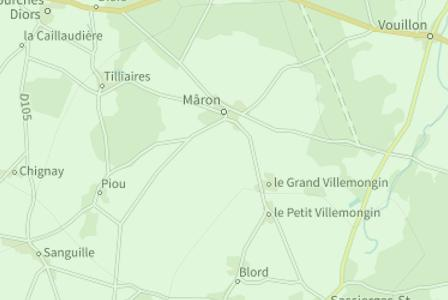 Diors
la Caillaudière
Vouillon
Tilliaires
Mâron
D105
Chignay
Piou
le Grand Villemongin
le Petit Villemongin
Sanguille
Blord